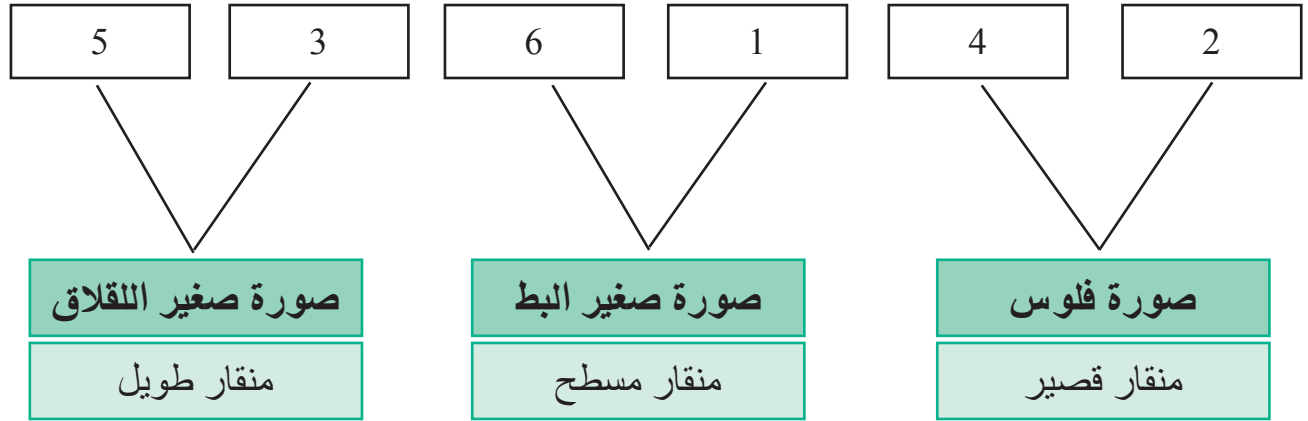 2 4 1 6 3 5
صورة فلوس
منقار قصير
صورة صغير البط
منقار مسطح
صورة صغير اللقلاق
منقار طويل